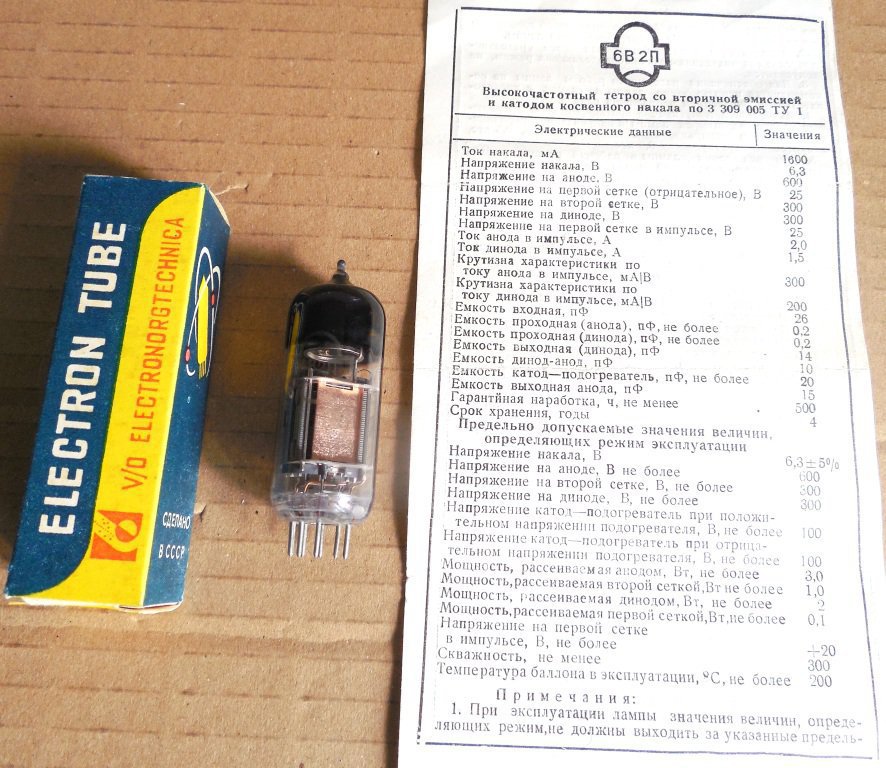 ELECTRON TUBE
V/O ELECTRONORGTECHNICA
СДЕЛАНО
В СССР
6В2П
Высокочастотный тетрод со вторичной эмиссией
и катодом косвенного накала по 3 309 005 ТУ 1
Электрические данные Значения
Ток накала, мА 1600
Напряжение накала, В 6,3
Напряжение на аноде, В 600
Напряжение на первой сетке (отрицательное), В 25
Напряжение на второй сетке, В 300
Напряжение на диноде, В 300
Напряжение на первой сетке в импульсе, В 25
Ток анода в импульсе, А 2,0
Ток динода в импульсе, А 1,5
Крутизна характеристики по
току анода в импульсе, мА|В 300
Крутизна характеристики по
току динода в импульсе, мА|В 200
Емкость входная, пФ 26
Емкость проходная (анода), пФ, не более 0,2
Емкость проходная (динода), пФ, не более 0,2
Емкость выходная (динода), пФ 14
Емкость динод-анод, пФ 10
Емкость катод—подогреватель, пФ, не более 20
Емкость выходная анода, пФ 15
Гарантйная наработка, ч, не менее 500
Срок хранения, годы 4
Предельно допускаемые значения величин,
определяющих режим эксплуатации
Напряжение накала, В 6,3±5%
Напряжение на аноде, В не более 600
Напряжение на второй сетке, В, не более 300
Напряжение на диноде, В, не более 300
Напряжение катод—подогреватель при положи-
тельном напряжении подогревателя, В, не более 100
Напряжение катод—подогреватель при отрица-
тельном напряжении подогревателя, В, не более 100
Мощность, рассеиваемая анодом, Вт, не более 3,0
Мощность,рассеиваемая второй сеткой,Вт не более 1,0
Мощность, рассеиваемая динодом,Вт, не более 2
Мощность,рассеиваемая первой сеткой,Вт,не более 0,1
Напряжение на первой сетке
в импульсе, В, не более +20
Скважность, не менее 300
Температура баллона в эксплуатации, °С, не более 200
Примечания:
1. При эксплуатации лампы значения величин, опреде-
ляющих режим,не должны выходить за указанные предель-